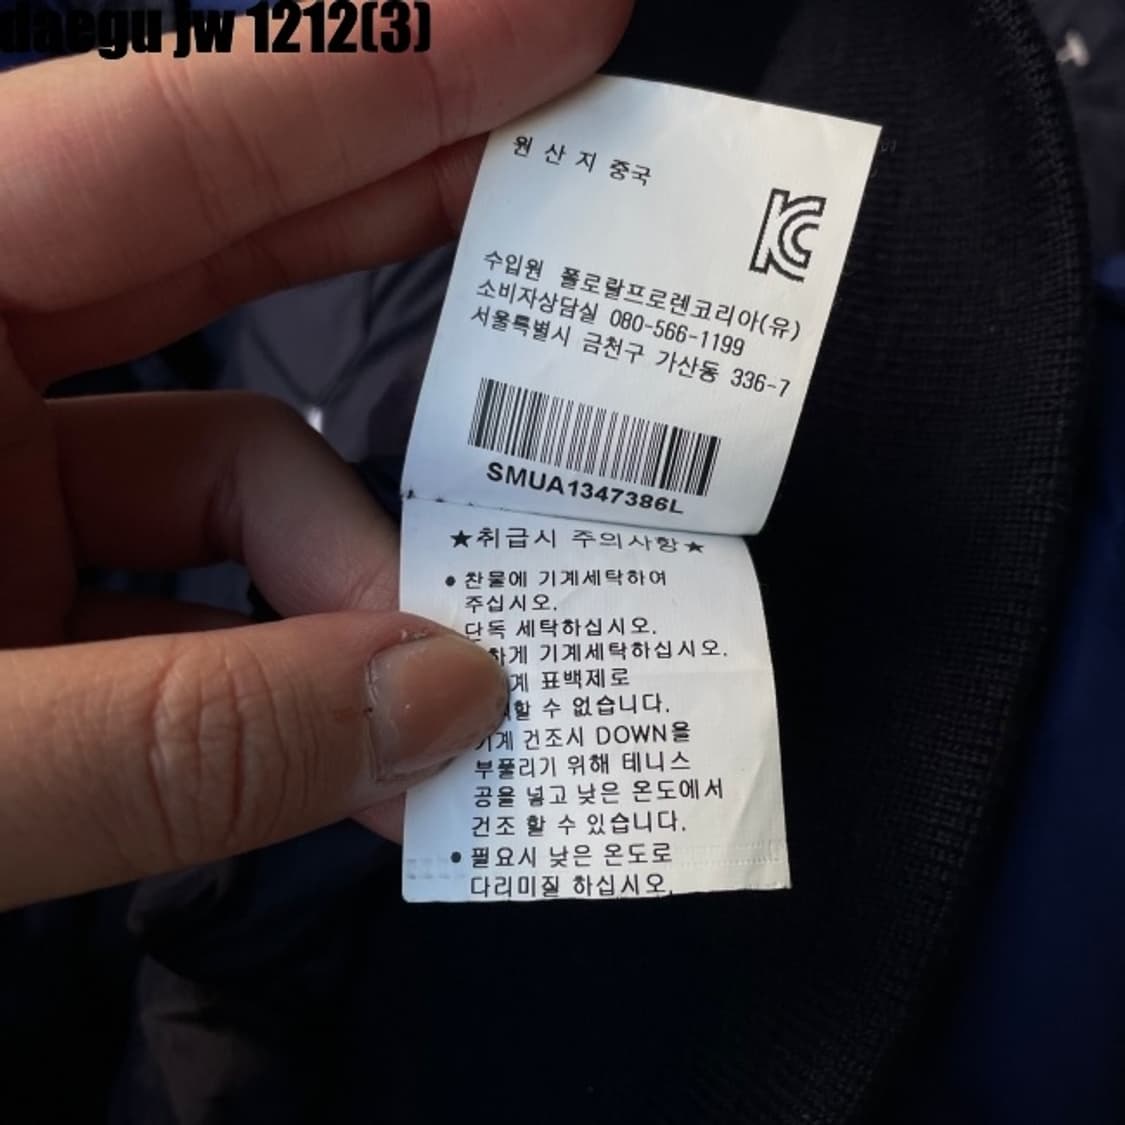 daegu jw 1212(3)
원 산 지 중국
수입원 폴로랄프로렌코리아(유)
소비자상담실 080-566-1199
서울특별시 금천구 가산동 336-7
SMUA1347386L
★취급시 주의사항★
● 찬물에 기계세탁하여
주십시오.
단독 세탁하십시오.
기계세탁하십시오.
표백제로
수 없습니다.
기계 건조시 DOWN을
부풀리기 위해 테니스
공을 넣고 낮은 온도에서
건조 할 수 있습니다.
● 필요시 낮은 온도로
다리미질 하십시오.